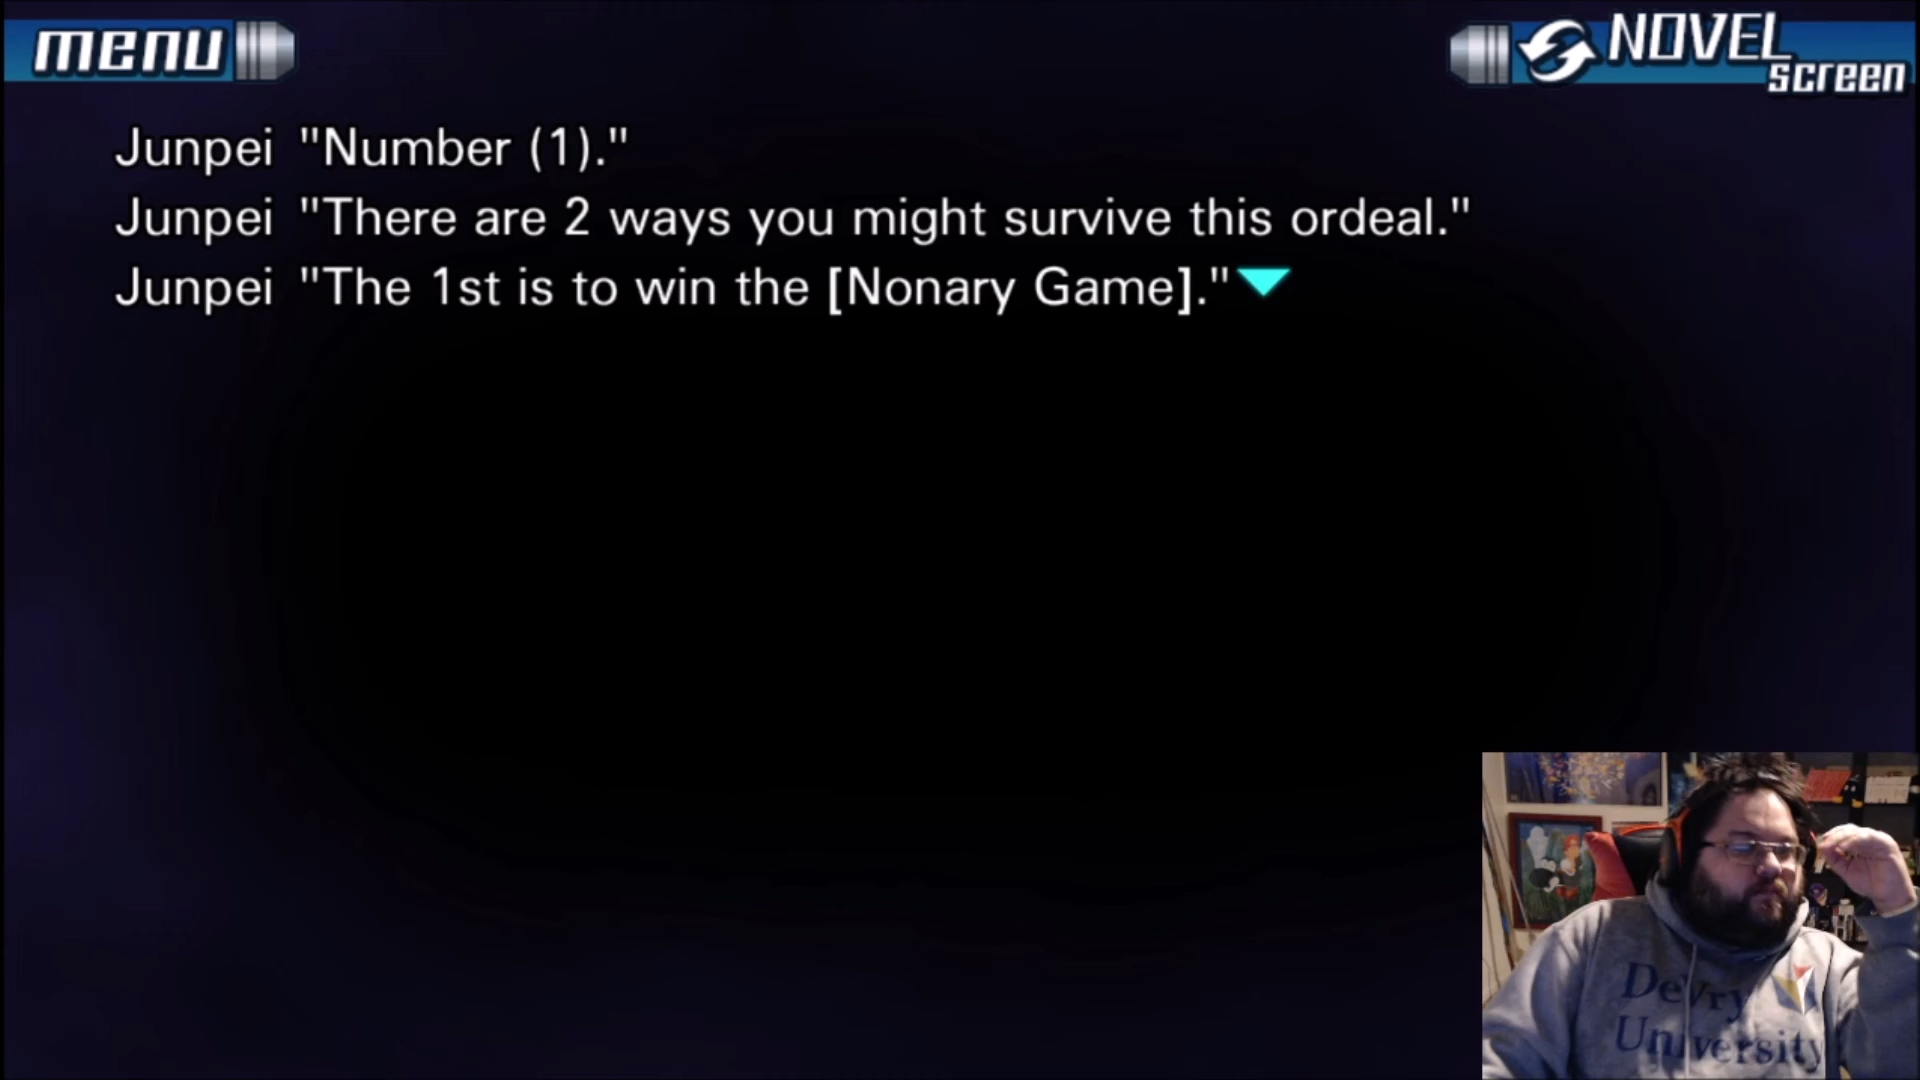 menu
NOVEL
screen
Junpei "Number (1)."
Junpei "There are 2 ways you might survive this ordeal."
Junpei "The 1st is to win the [Nonary Game]."
DeVry
University